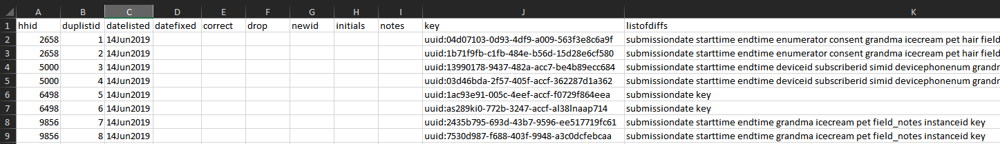 A B C D E F G H I J K
1 hhid duplistid datelisted datefixed correct drop newid initials notes key listofdiffs
2 2658 1 14Jun2019 uuid:04d07103-0d93-4df9-a009-563f3e8c6a9f submissiondate starttime endtime enumerator consent grandma icecream pet hair field
3 2658 2 14Jun2019 uuid:1b71f9fb-c1fb-484e-b56d-15d28e6cf580 submissiondate starttime endtime enumerator consent grandma icecream pet hair field
4 5000 3 14Jun2019 uuid:13990178-9437-482a-acc7-be4b89ecc684 submissiondate starttime endtime deviceid subscriberid simid devicephonenum grandm
5 5000 4 14Jun2019 uuid:03d46bda-2f57-405f-accf-362287d1a362 submissiondate starttime endtime deviceid subscriberid simid devicephonenum grandm
6 6498 5 14Jun2019 uuid:1ac93e91-005c-4eef-accf-f0729f864eea submissiondate key
7 6498 6 14Jun2019 uuid:as289ki0-772b-3247-accf-al38lnaap714 submissiondate key
8 9856 7 14Jun2019 uuid:2435b795-693d-43b7-9596-ee517719fc61 submissiondate starttime endtime grandma icecream pet field_notes instanceid key
9 9856 8 14Jun2019 uuid:7530d987-f688-403f-9948-a3c0dcfebcaa submissiondate starttime endtime grandma icecream pet field_notes instanceid key